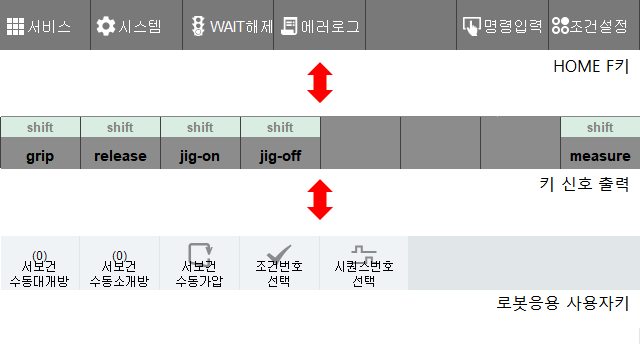 서비스 시스템 WAIT해제 에러로그 명령입력 조건설정
HOME F키
shift shift shift shift shift
grip release jig-on jig-off measure
키 신호 출력
(0) (0)
서보건 서보건 서보건 조건번호 시퀀스번호
수동대개방 수동소개방 수동가압 선택 선택
로봇응용 사용자키